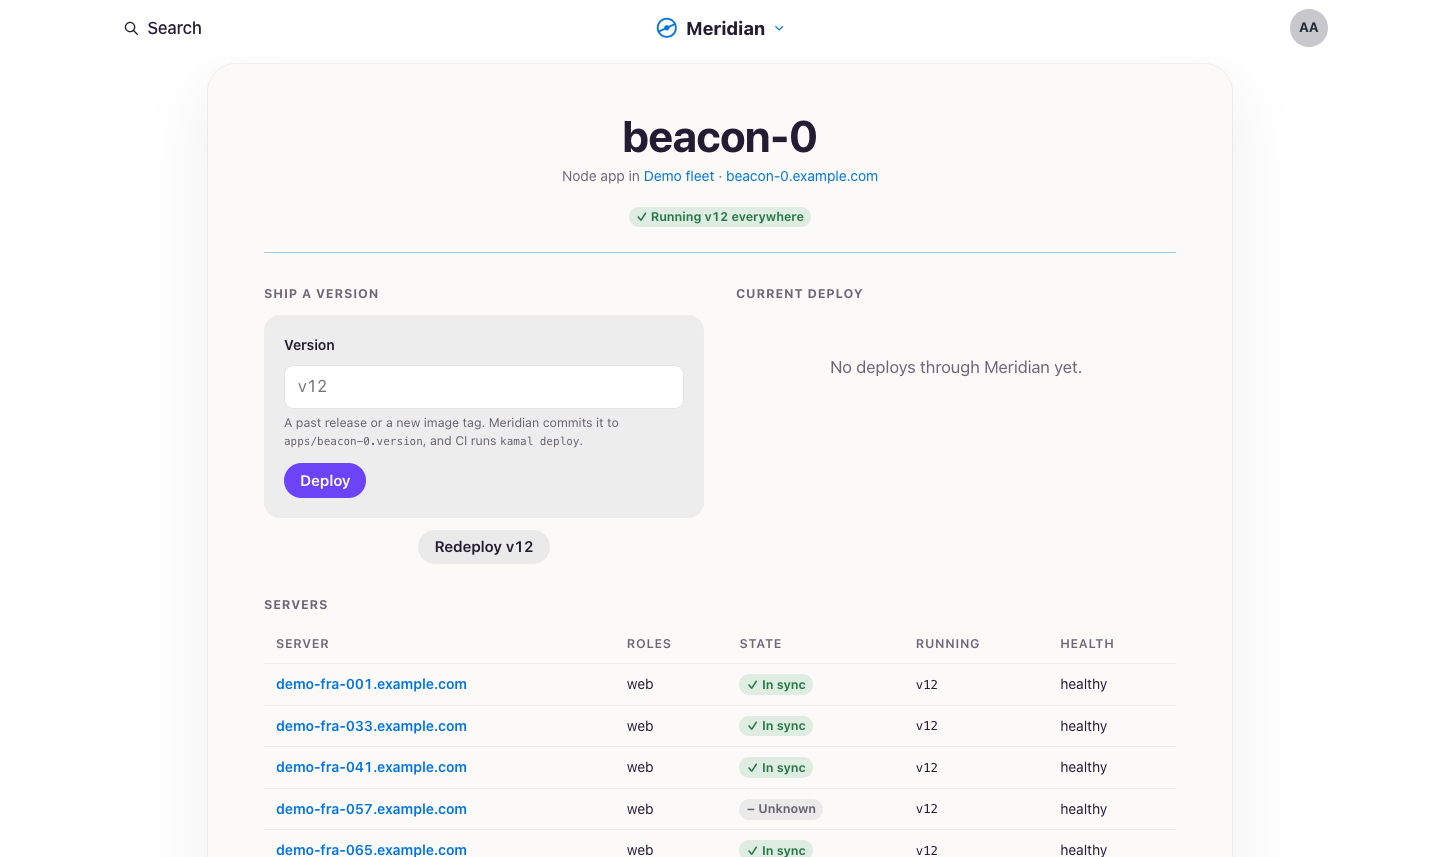 Search
Meridian
AA
beacon-0
Node app in Demo fleet · beacon-0.example.com
✓ Running v12 everywhere
SHIP A VERSION
Version
v12
A past release or a new image tag. Meridian commits it to
apps/beacon-0.version, and CI runs kamal deploy.
Deploy
Redeploy v12
CURRENT DEPLOY
No deploys through Meridian yet.
SERVERS
SERVER ROLES STATE RUNNING HEALTH
demo-fra-001.example.com web ✓ In sync v12 healthy
demo-fra-033.example.com web ✓ In sync v12 healthy
demo-fra-041.example.com web ✓ In sync v12 healthy
demo-fra-057.example.com web – Unknown v12 healthy
demo-fra-065.example.com web ✓ In sync v12 healthy